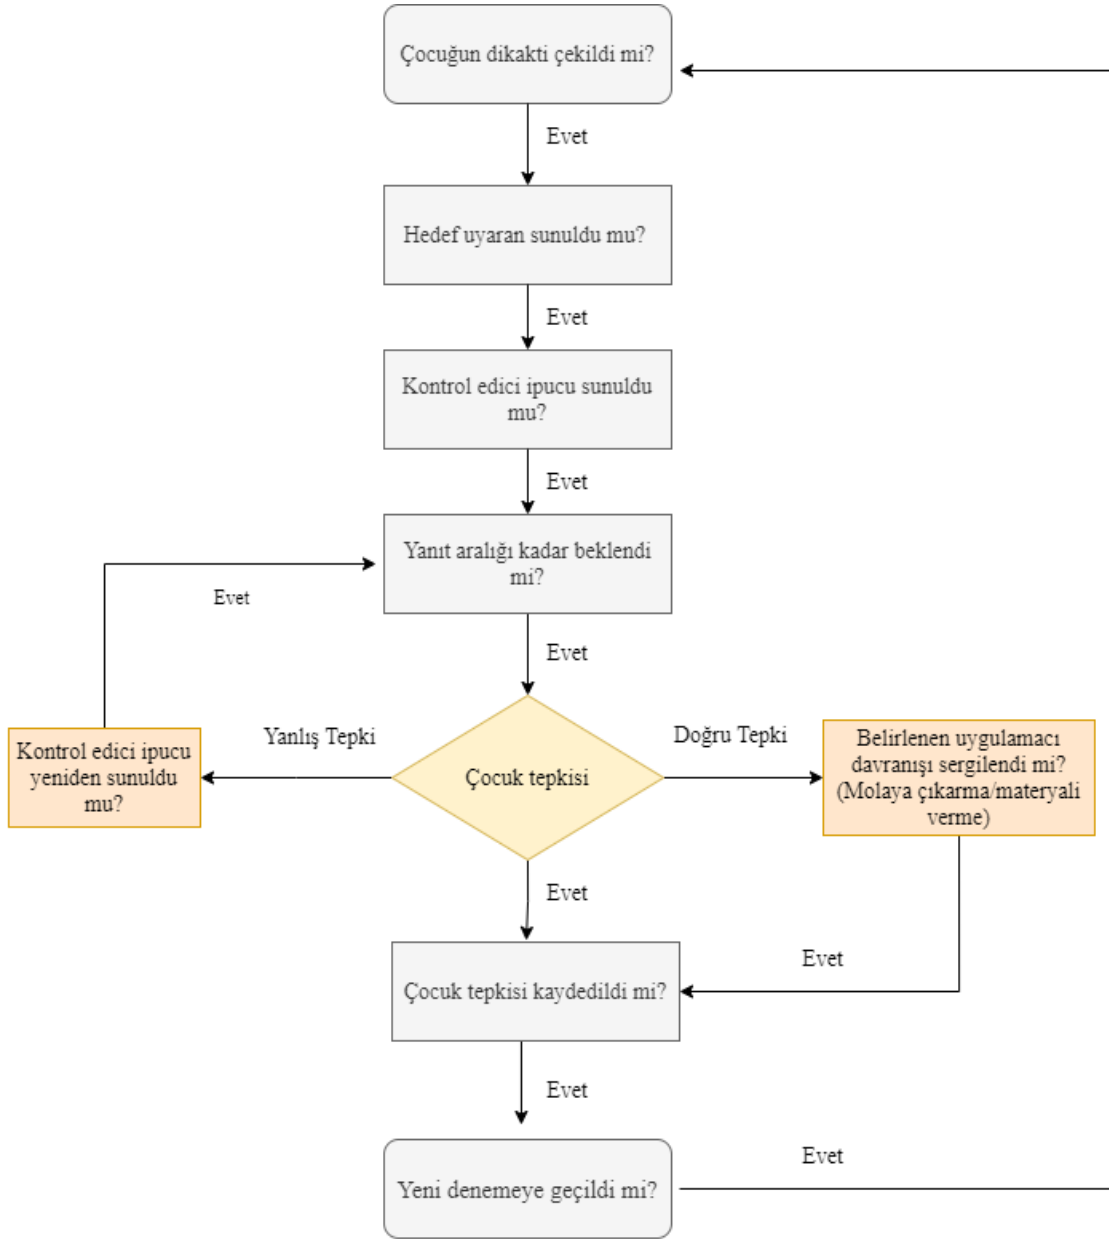 Çocuğun dikakti çekildi mi?
Evet
Hedef uyaran sunuldu mu?
Evet
Kontrol edici ipucu sunuldu
mu?
Evet
Yanıt aralığı kadar beklendi
mi?
Evet
Evet
Yanlış Tepki
Doğru Tepki
Kontrol edici ipucu
yeniden sunuldu
mu?
Çocuk tepkisi
Belirlenen uygulamacı
davranışı sergilendi mi?
(Molaya çıkarma/materyali
verme)
Evet
Evet
Çocuk tepkisi kaydedildi mi?
Evet
Evet
Yeni denemeye geçildi mi?